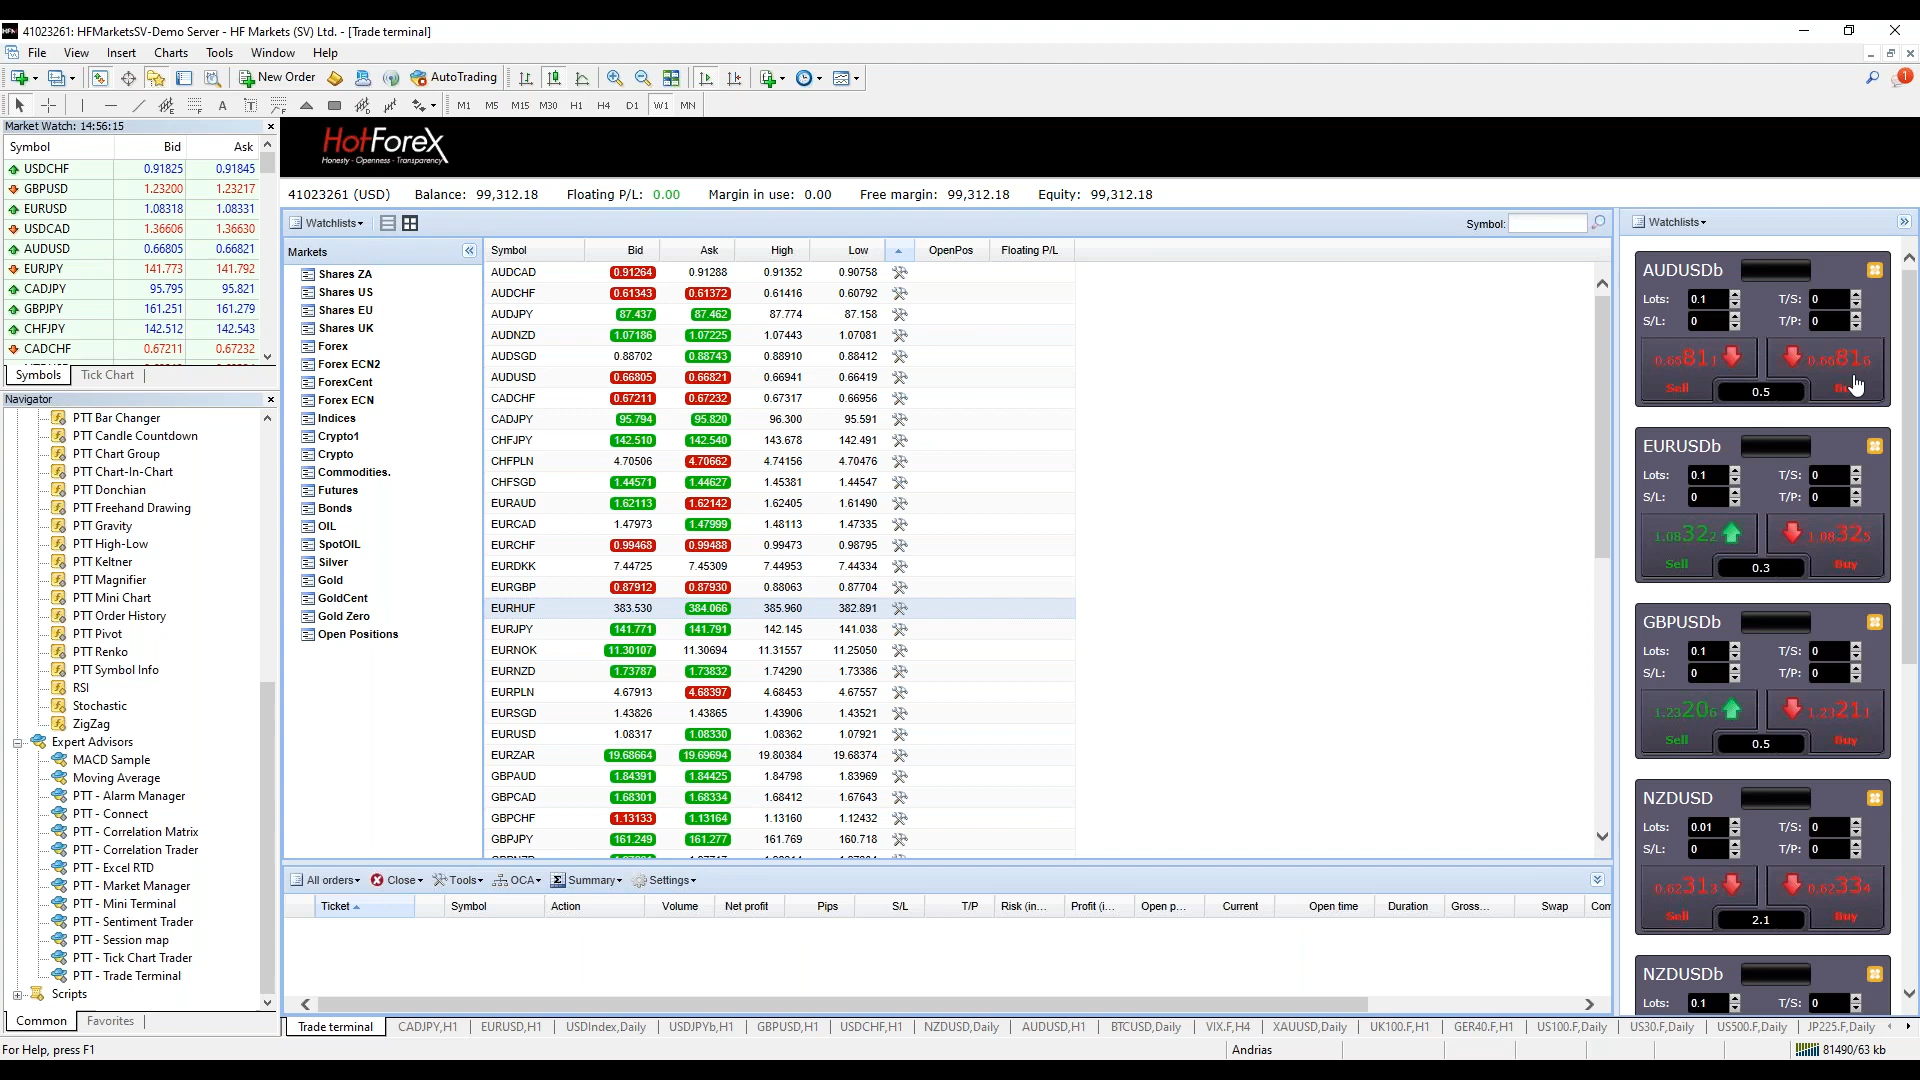 41023261: HFMarketsSV-Demo Server - HF Markets (SV) Ltd. - [Trade terminal]
File View Insert Charts Tools Window Help
New Order AutoTrading 1
M1 M5 M15 M30 H1 H4 D1 W1 MN
Market Watch: 14:56:15
Symbol Bid Ask
USDCHF 0.91825 0.91845
GBPUSD 1.23200 1.23217
EURUSD 1.08318 1.08331
USDCAD 1.36606 1.36630
AUDUSD 0.66805 0.66821
EURJPY 141.773 141.792
CADJPY 95.795 95.821
GBPJPY 161.251 161.279
CHFJPY 142.512 142.543
CADCHF 0.67211 0.67232
Symbols Tick Chart
Navigator
PTT Bar Changer
PTT Candle Countdown
PTT Chart Group
PTT Chart-In-Chart
PTT Donchian
PTT Freehand Drawing
PTT Gravity
PTT High-Low
PTT Keltner
PTT Magnifier
PTT Mini Chart
PTT Order History
PTT Pivot
PTT Renko
PTT Symbol Info
RSI
Stochastic
ZigZag
Expert Advisors
MACD Sample
Moving Average
PTT - Alarm Manager
PTT - Connect
PTT - Correlation Matrix
PTT - Correlation Trader
PTT - Excel RTD
PTT - Market Manager
PTT - Mini Terminal
PTT - Sentiment Trader
PTT - Session map
PTT - Tick Chart Trader
PTT - Trade Terminal
Scripts
Common Favorites
HotForeX
Honesty - Openness - Transparency
41023261 (USD) Balance: 99,312.18 Floating P/L: 0.00 Margin in use: 0.00 Free margin: 99,312.18 Equity: 99,312.18
Watchlists Symbol:
Markets
Shares ZA
Shares US
Shares EU
Shares UK
Forex
Forex ECN2
ForexCent
Forex ECN
Indices
Crypto1
Crypto
Commodities.
Futures
Bonds
OIL
SpotOIL
Silver
Gold
GoldCent
Gold Zero
Open Positions
Symbol Bid Ask High Low OpenPos Floating P/L
AUDCAD 0.91264 0.91288 0.91352 0.90758
AUDCHF 0.61343 0.61372 0.61416 0.60792
AUDJPY 87.437 87.462 87.774 87.158
AUDNZD 1.07186 1.07225 1.07443 1.07081
AUDSGD 0.88702 0.88743 0.88910 0.88412
AUDUSD 0.66805 0.66821 0.66941 0.66419
CADCHF 0.67211 0.67232 0.67317 0.66956
CADJPY 95.794 95.820 96.300 95.591
CHFJPY 142.510 142.540 143.678 142.491
CHFPLN 4.70506 4.70662 4.74156 4.70476
CHFSGD 1.44571 1.44627 1.45381 1.44547
EURAUD 1.62113 1.62142 1.62405 1.61490
EURCAD 1.47973 1.47999 1.48113 1.47335
EURCHF 0.99468 0.99488 0.99473 0.98795
EURDKK 7.44725 7.45309 7.44953 7.44334
EURGBP 0.87912 0.87930 0.88063 0.87704
EURHUF 383.530 384.066 385.960 382.891
EURJPY 141.771 141.791 142.145 141.038
EURNOK 11.30107 11.30694 11.31557 11.25050
EURNZD 1.73787 1.73832 1.74290 1.73386
EURPLN 4.67913 4.68397 4.68453 4.67557
EURSGD 1.43826 1.43865 1.43906 1.43521
EURUSD 1.08317 1.08330 1.08362 1.07921
EURZAR 19.68664 19.69694 19.80384 19.68374
GBPAUD 1.84391 1.84425 1.84798 1.83969
GBPCAD 1.68301 1.68334 1.68412 1.67643
GBPCHF 1.13133 1.13164 1.13160 1.12432
GBPJPY 161.249 161.277 161.769 160.718
All orders Close Tools OCA Summary Settings
Ticket Symbol Action Volume Net profit Pips S/L T/P Risk (in... Profit (i... Open p... Current Open time Duration Gross... Swap Com
Watchlists
AUDUSDb
Lots: 0.1 T/S: 0
S/L: 0 T/P: 0
0.66811 0.66816
Sell 0.5
EURUSDb
Lots: 0.1 T/S: 0
S/L: 0 T/P: 0
1.08322 1.08325
Sell 0.3 Buy
GBPUSDb
Lots: 0.1 T/S: 0
S/L: 0 T/P: 0
1.23206 1.23211
Sell 0.5 Buy
NZDUSD
Lots: 0.01 T/S: 0
S/L: 0 T/P: 0
0.62313 0.62334
Sell 2.1 Buy
NZDUSDb
Lots: 0.1 T/S: 0
Trade terminal CADJPY,H1 EURUSD,H1 USDIndex,Daily USDJPYb,H1 GBPUSD,H1 USDCHF,H1 NZDUSD,Daily AUDUSD,H1 BTCUSD,Daily VIX.F,H4 XAUUSD,Daily UK100.F,H1 GER40.F,H1 US100.F,Daily US30.F,Daily US500.F,Daily JP225.F,Daily
For Help, press F1 Andrias 81490/63 kb